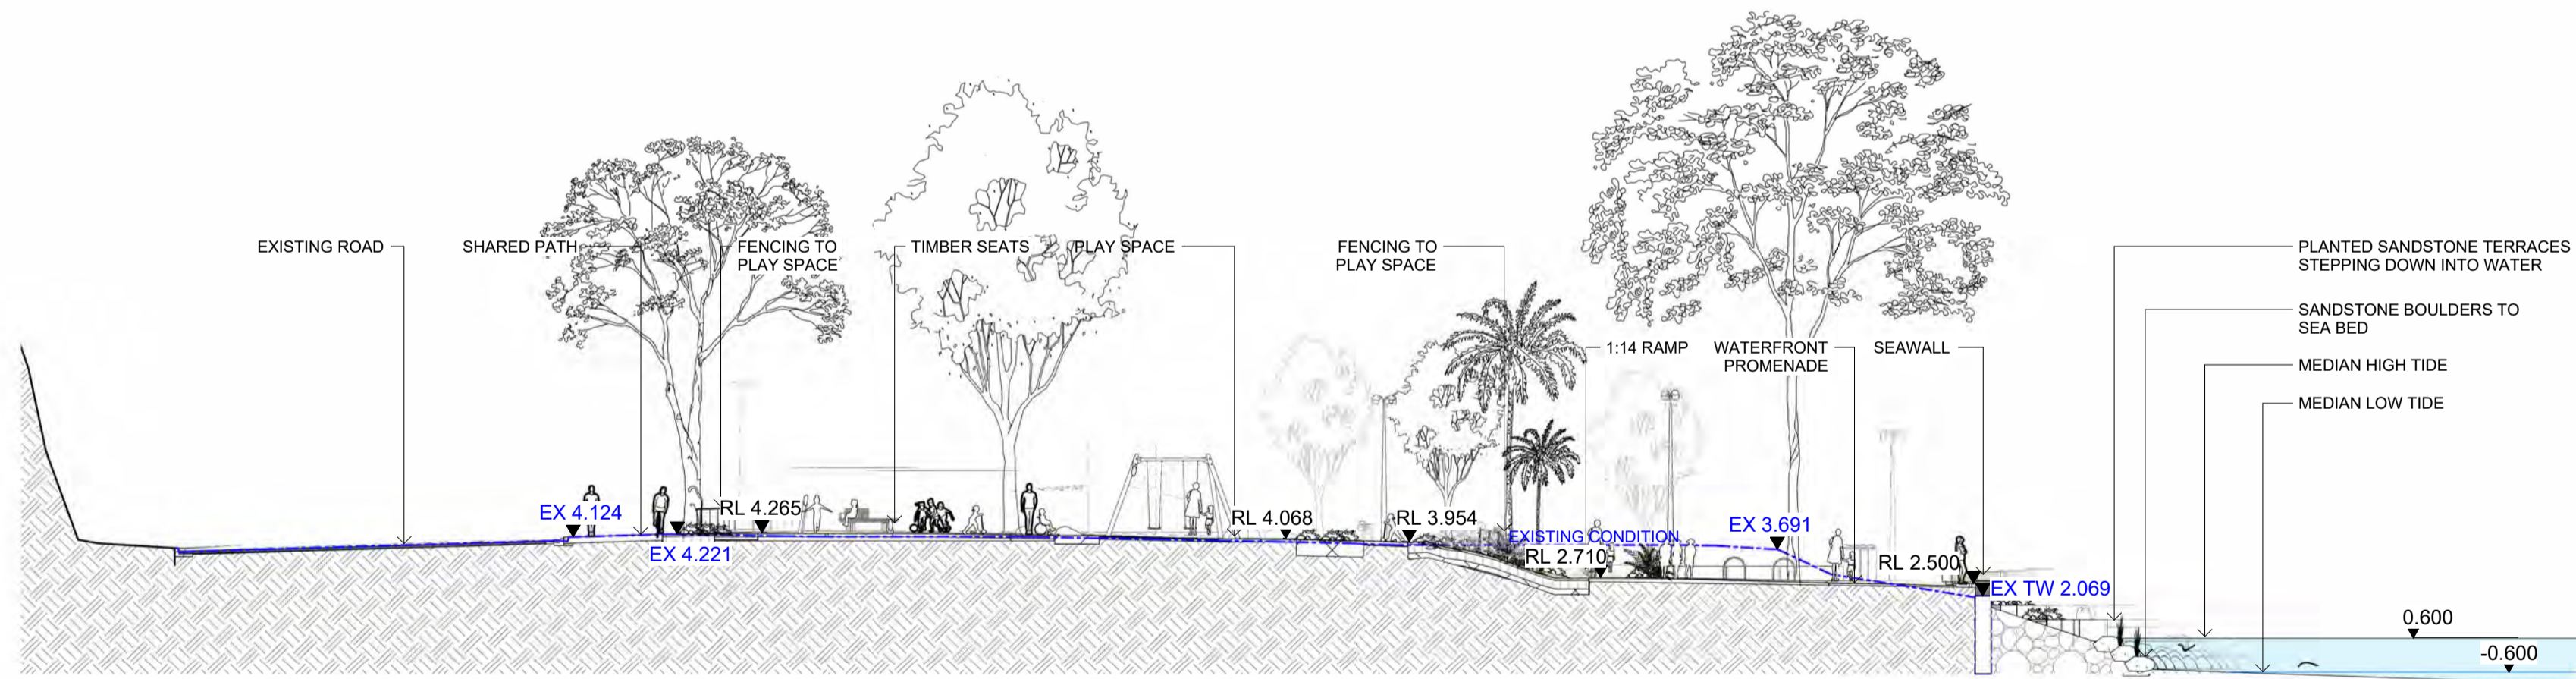 EXISTING ROAD
SHARED PATH
FENCING TO
PLAY SPACE
TIMBER SEATS
PLAY SPACE
FENCING TO
PLAY SPACE
PLANTED SANDSTONE TERRACES
STEPPING DOWN INTO WATER
SANDSTONE BOULDERS TO
SEA BED
1:14 RAMP
WATERFRONT
PROMENADE
SEAWALL
MEDIAN HIGH TIDE
MEDIAN LOW TIDE
EX 4.124
RL 4.265
EX 4.221
RL 4.068
RL 3.954
EXISTING CONDITION
EX 3.691
RL 2.710
RL 2.500
EX TW 2.069
0.600
-0.600